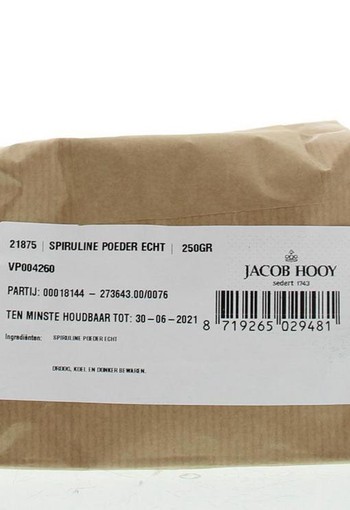 21875 | SPIRULINE POEDER ECHT | 250GR
VP004260
PARTIJ: 00018144 – 273643.00/0076
TEN MINSTE HOUDBAAR TOT: 30-06-2021
Ingrediënten: SPIRULINE POEDER ECHT
DROOG, KOEL EN DONKER BEWAREN.
JACOB HOOY
sedert 1743
8 719265 029481